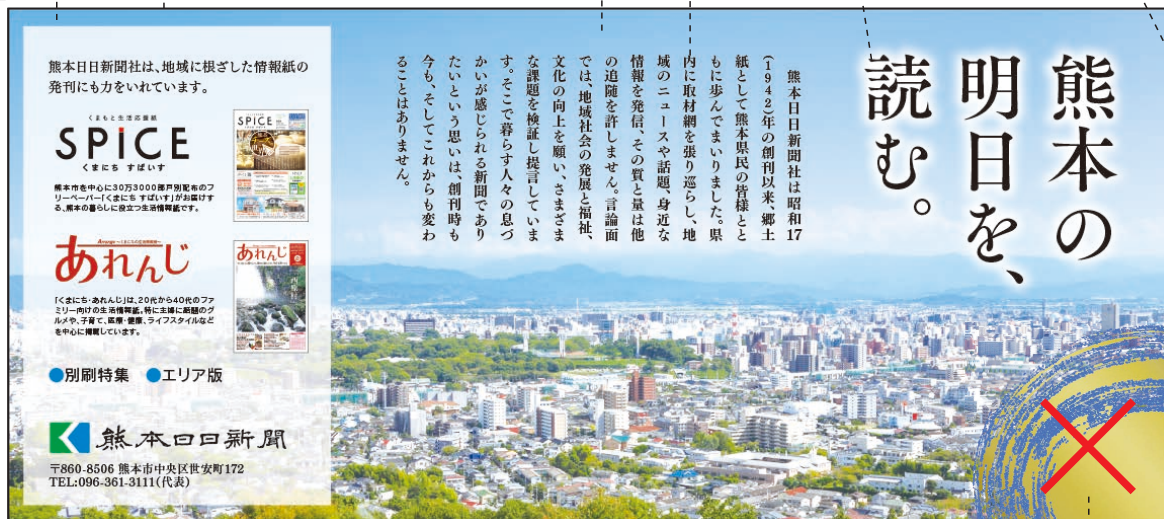 熊本の
明日を、
読む。
熊本日日新聞社は昭和17
(1942)年の創刊以来、郷土
紙として熊本県民の皆様とと
もに歩んでまいりました。県
内に取材網を張り巡らし、地
域のニュースや話題、身近な
情報を発信、その質と量は他
の追随を許しません。言論面
では、地域社会の発展と福祉、
文化の向上を願い、さまざま
な課題を検証し提言していま
す。そこで暮らす人々の息づ
かいが感じられる新聞であり
たいという思いは、創刊時も
今も、そしてこれからも変わ
ることはありません。
熊本日日新聞社は、地域に根ざした情報紙の
発刊にも力をいれています。
くまもと生活応援紙
SPiCE
くまにち すぱいす
熊本市を中心に30万3000部戸別配布のフ
リーペーパー「くまにち すぱいす」がお届けす
る、熊本の暮らしに役立つ生活情報紙です。
SPiCE
あれんじ
「くまにち・あれんじ」は、20代から40代のファ
ミリー向けの生活情報紙。特に主婦に話題のグ
ルメや、子育て、医療・健康、ライフスタイルなど
を中心に掲載しています。
あれんじ
●別刷特集 ●エリア版
熊本日日新聞
〒860-8506 熊本市中央区世安町172
TEL:096-361-3111(代表)